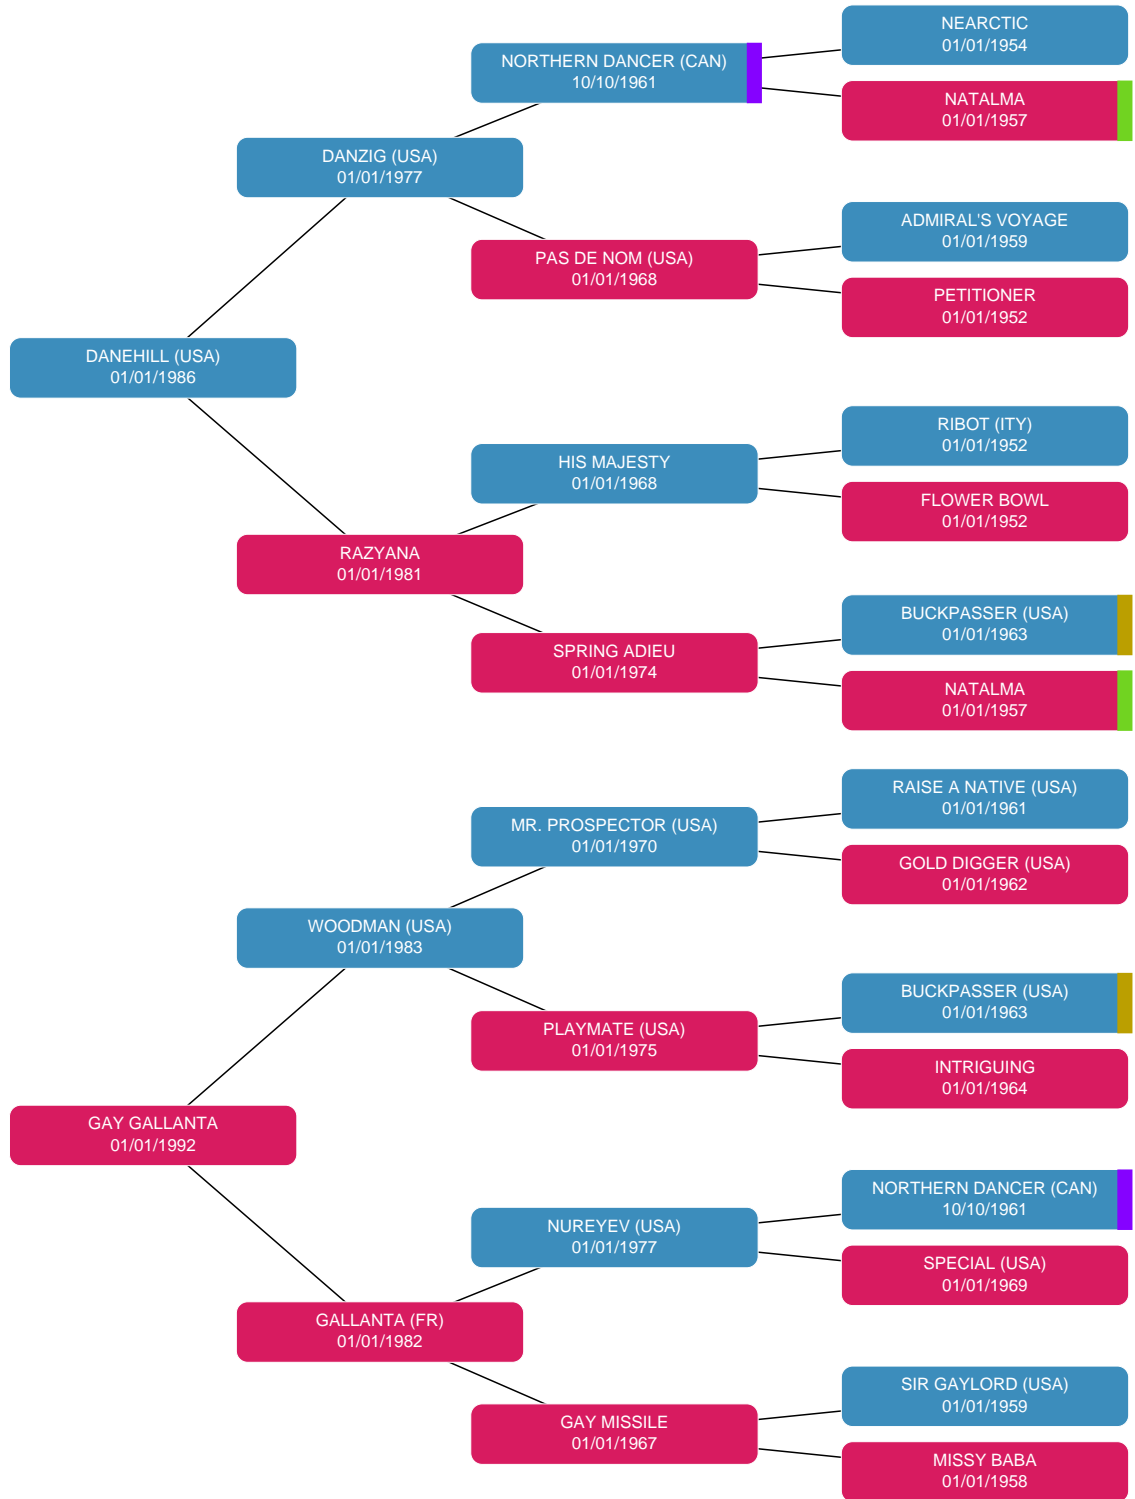 NEARCTIC
01/01/1954
NORTHERN DANCER (CAN)
10/10/1961
NATALMA
01/01/1957
DANZIG (USA)
01/01/1977
ADMIRAL'S VOYAGE
01/01/1959
PAS DE NOM (USA)
01/01/1968
PETITIONER
01/01/1952
DANEHILL (USA)
01/01/1986
RIBOT (ITY)
01/01/1952
HIS MAJESTY
01/01/1968
FLOWER BOWL
01/01/1952
RAZYANA
01/01/1981
BUCKPASSER (USA)
01/01/1963
SPRING ADIEU
01/01/1974
NATALMA
01/01/1957
RAISE A NATIVE (USA)
01/01/1961
MR. PROSPECTOR (USA)
01/01/1970
GOLD DIGGER (USA)
01/01/1962
WOODMAN (USA)
01/01/1983
BUCKPASSER (USA)
01/01/1963
PLAYMATE (USA)
01/01/1975
INTRIGUING
01/01/1964
GAY GALLANTA
01/01/1992
NORTHERN DANCER (CAN)
10/10/1961
NUREYEV (USA)
01/01/1977
SPECIAL (USA)
01/01/1969
GALLANTA (FR)
01/01/1982
SIR GAYLORD (USA)
01/01/1959
GAY MISSILE
01/01/1967
MISSY BABA
01/01/1958